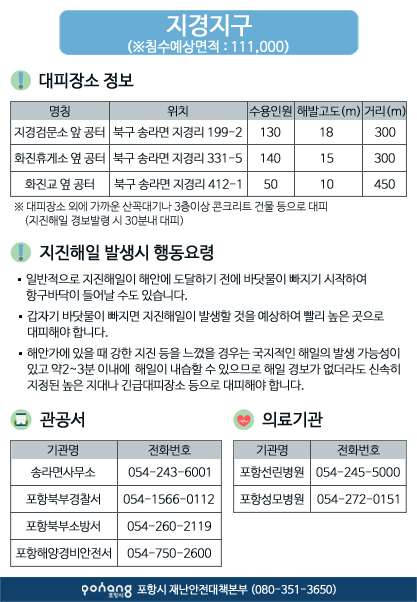 지경지구
(※침수예상면적 : 111,000)
대피장소 정보
명칭 위치 수용인원 해발고도(m) 거리(m)
지경검문소 앞 공터 북구 송라면 지경리 199-2 130 18 300
화진휴게소 옆 공터 북구 송라면 지경리 331-5 140 15 300
화진교 옆 공터 북구 송라면 지경리 412-1 50 10 450
※ 대피장소 외에 가까운 산꼭대기나 3층이상 콘크리트 건물 등으로 대피
(지진해일 경보발령 시 30분내 대피)
지진해일 발생시 행동요령
▪ 일반적으로 지진해일이 해안에 도달하기 전에 바닷물이 빠지기 시작하여
항구바닥이 들어날 수도 있습니다.
▪ 갑자기 바닷물이 빠지면 지진해일이 발생할 것을 예상하여 빨리 높은 곳으로
대피해야 합니다.
▪ 해안가에 있을 때 강한 지진 등을 느꼈을 경우는 국지적인 해일의 발생 가능성이
있고 약2~3분 이내에 해일이 내습할 수 있으므로 해일 경보가 없더라도 신속히
지정된 높은 지대나 긴급대피장소 등으로 대피해야 합니다.
관공서
기관명 전화번호
송라면사무소 054-243-6001
포항북부경찰서 054-1566-0112
포항북부소방서 054-260-2119
포항해양경비안전서 054-750-2600
의료기관
기관명 전화번호
포항선린병원 054-245-5000
포항성모병원 054-272-0151
pohang 포항시 포항시 재난안전대책본부 (080-351-3650)